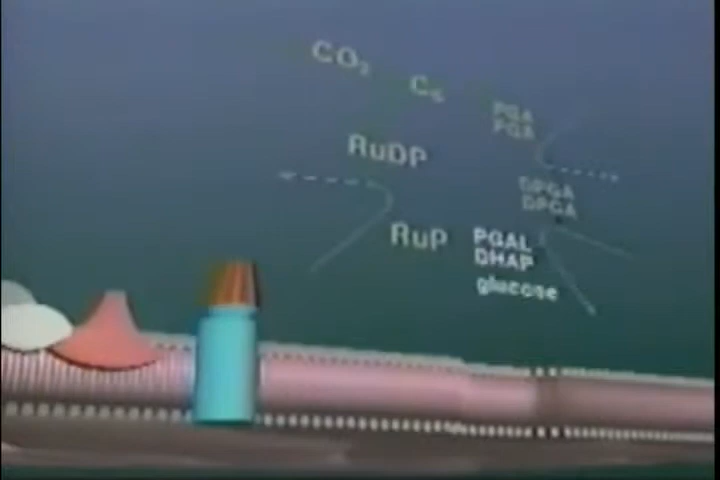 CO₂
C₆
PGA
PGA
RuDP
DPGA
DPGA
RuP
PGAL
DHAP
glucose